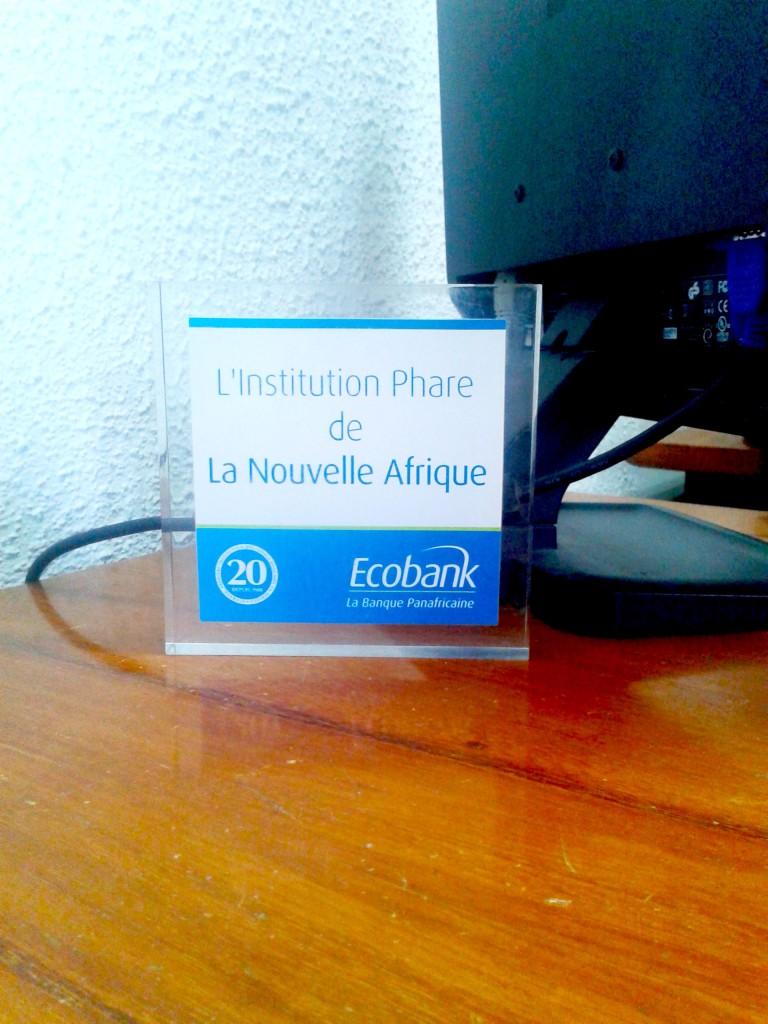 L'Institution Phare
de
La Nouvelle Afrique
20
Ecobank
La Banque Panafricaine